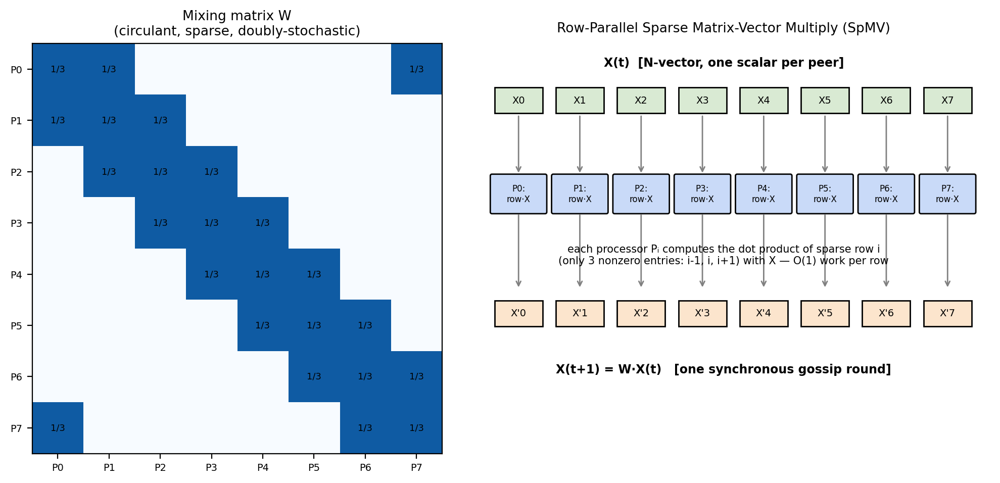 Mixing matrix W
(circulant, sparse, doubly-stochastic)
P0 1/3 1/3 1/3
P1 1/3 1/3 1/3
P2 1/3 1/3 1/3
P3 1/3 1/3 1/3
P4 1/3 1/3 1/3
P5 1/3 1/3 1/3
P6 1/3 1/3 1/3
P7 1/3 1/3 1/3
P0 P1 P2 P3 P4 P5 P6 P7
Row-Parallel Sparse Matrix-Vector Multiply (SpMV)
X(t) [N-vector, one scalar per peer]
X0 X1 X2 X3 X4 X5 X6 X7
P0: P1: P2: P3: P4: P5: P6: P7:
row·X row·X row·X row·X row·X row·X row·X row·X
each processor Pᵢ computes the dot product of sparse row i
(only 3 nonzero entries: i-1, i, i+1) with X — O(1) work per row
X'0 X'1 X'2 X'3 X'4 X'5 X'6 X'7
X(t+1) = W·X(t) [one synchronous gossip round]